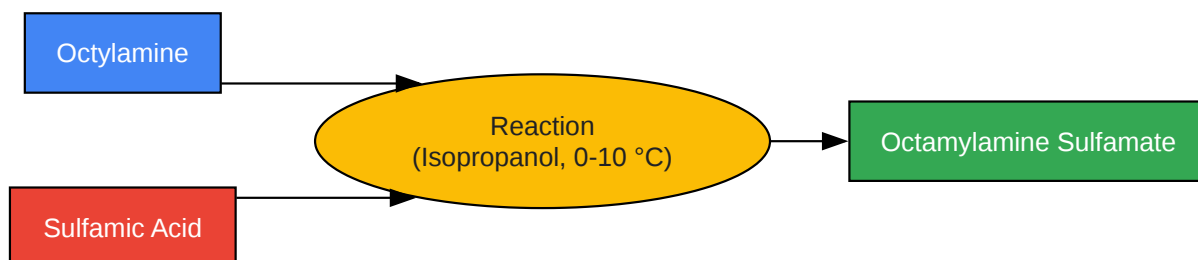 Octylamine
Reaction
(Isopropanol, 0-10 °C)
Octamylamine Sulfamate
Sulfamic Acid